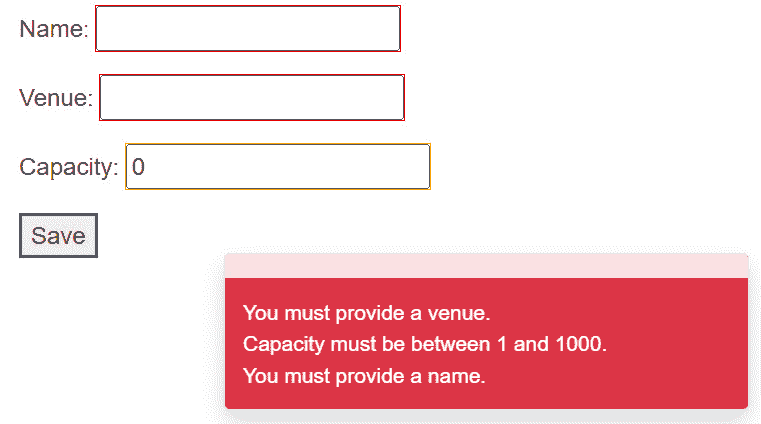 Name:
Venue:
Capacity: 0
Save
You must provide a venue.
Capacity must be between 1 and 1000.
You must provide a name.